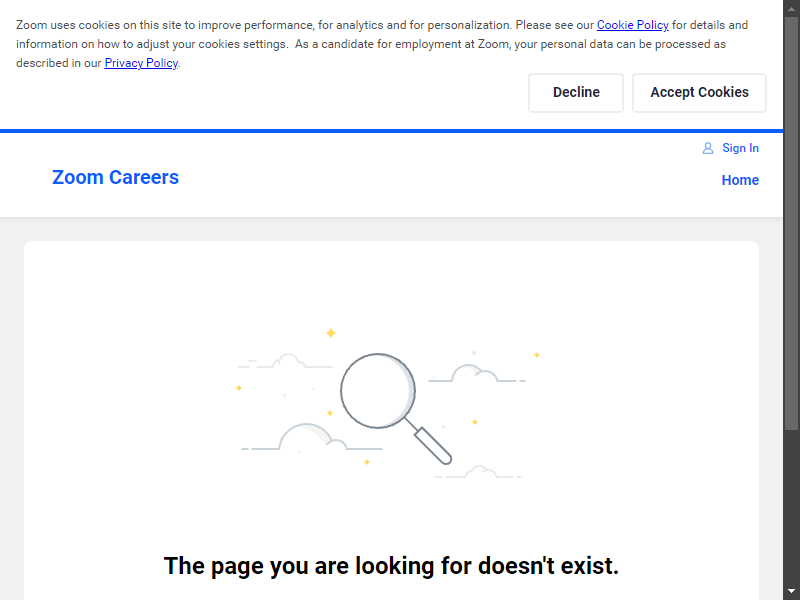 Zoom uses cookies on this site to improve performance, for analytics and for personalization. Please see our Cookie Policy for details and
information on how to adjust your cookies settings.  As a candidate for employment at Zoom, your personal data can be processed as
described in our Privacy Policy.
Decline
Accept Cookies
Sign In
Zoom Careers
Home
The page you are looking for doesn't exist.